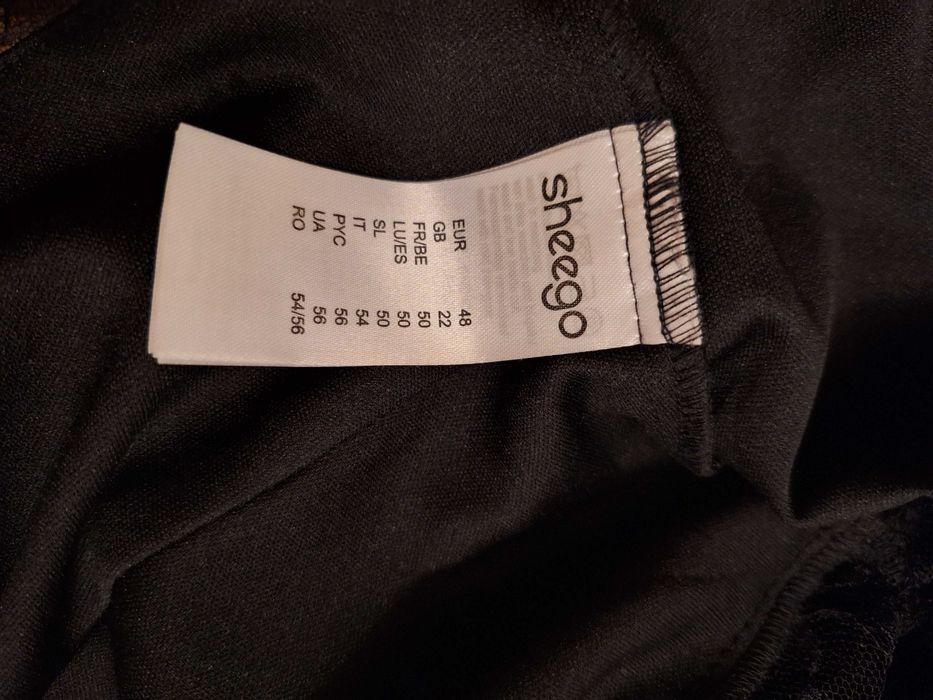 sheego
EUR 48
GB 22
FR/BE 50
LU/ES 50
SL 50
IT 54
PYC 56
UA 56
RO 54/56